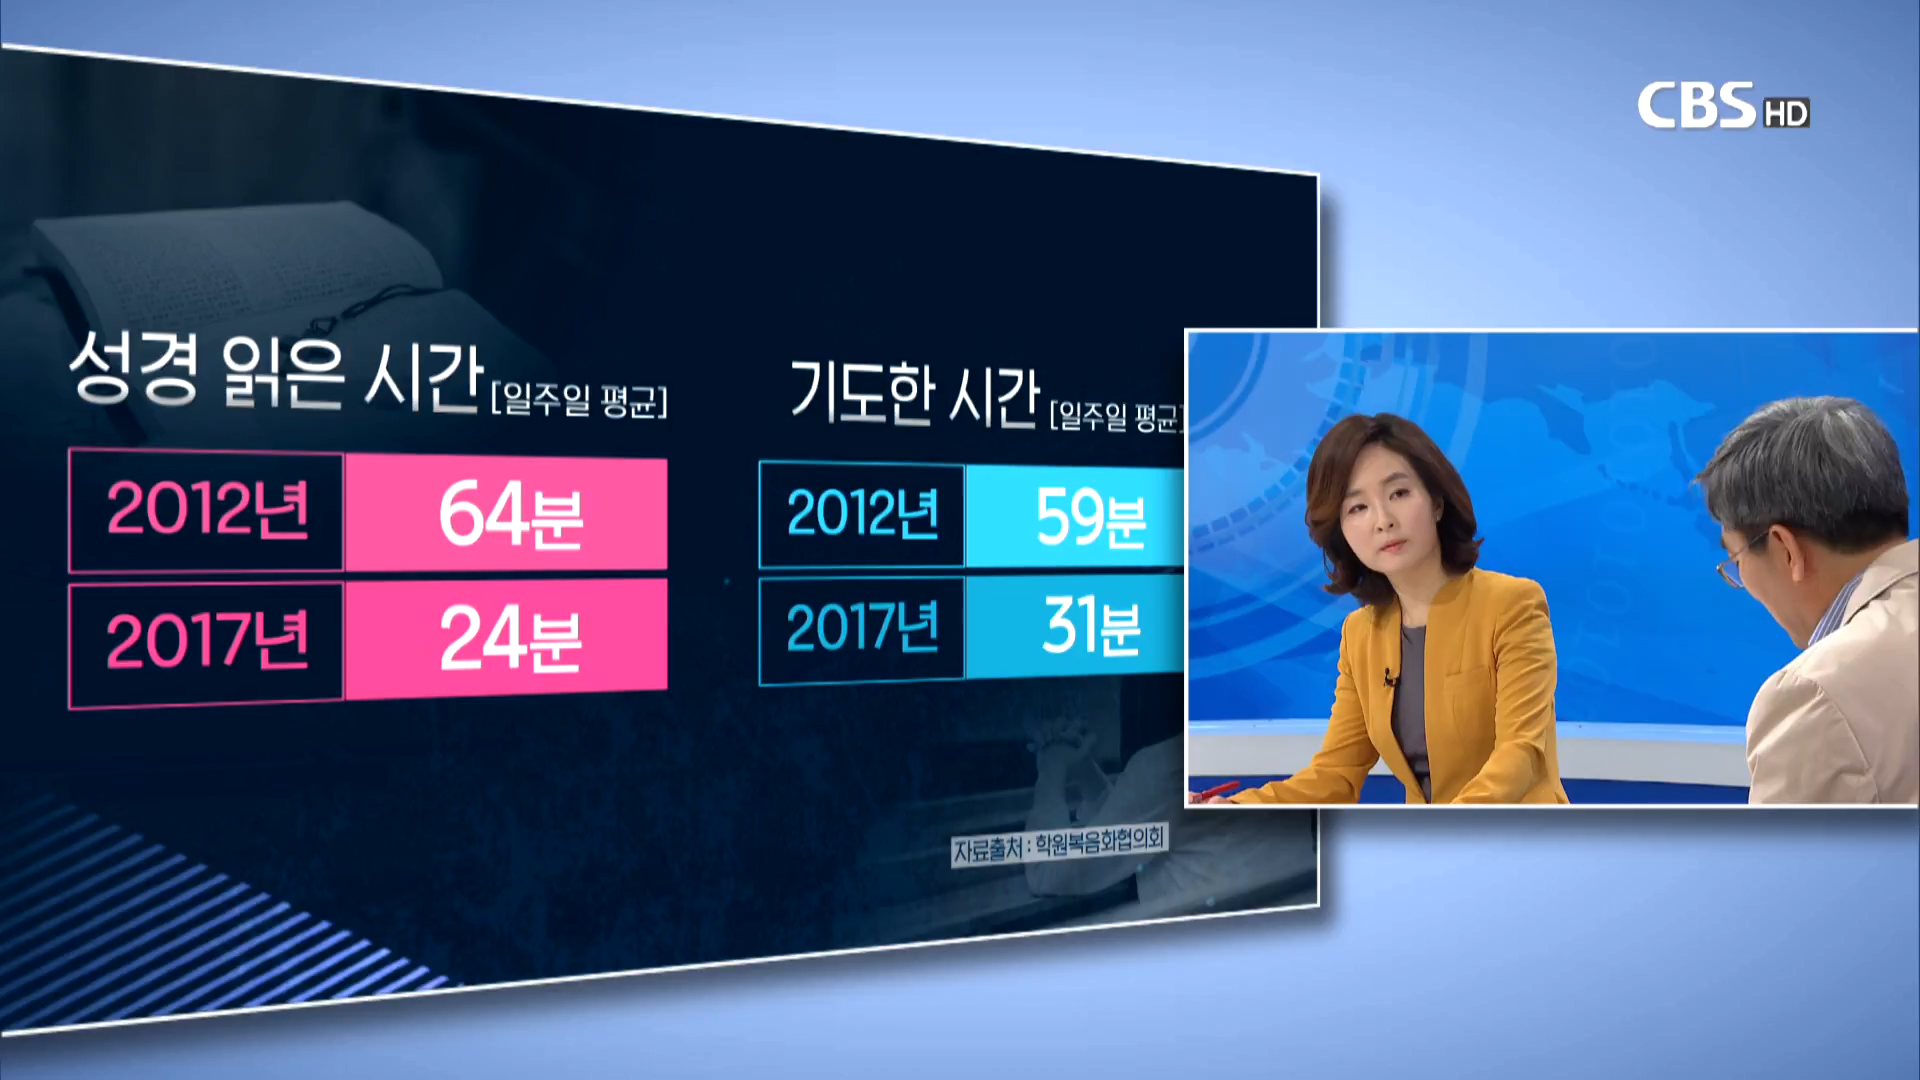 CBS HD
성경 읽은 시간 [일주일 평균]
2012년 64분
2017년 24분
기도한 시간 [일주일 평균]
2012년 59분
2017년 31분
자료출처 : 학원복음화협의회